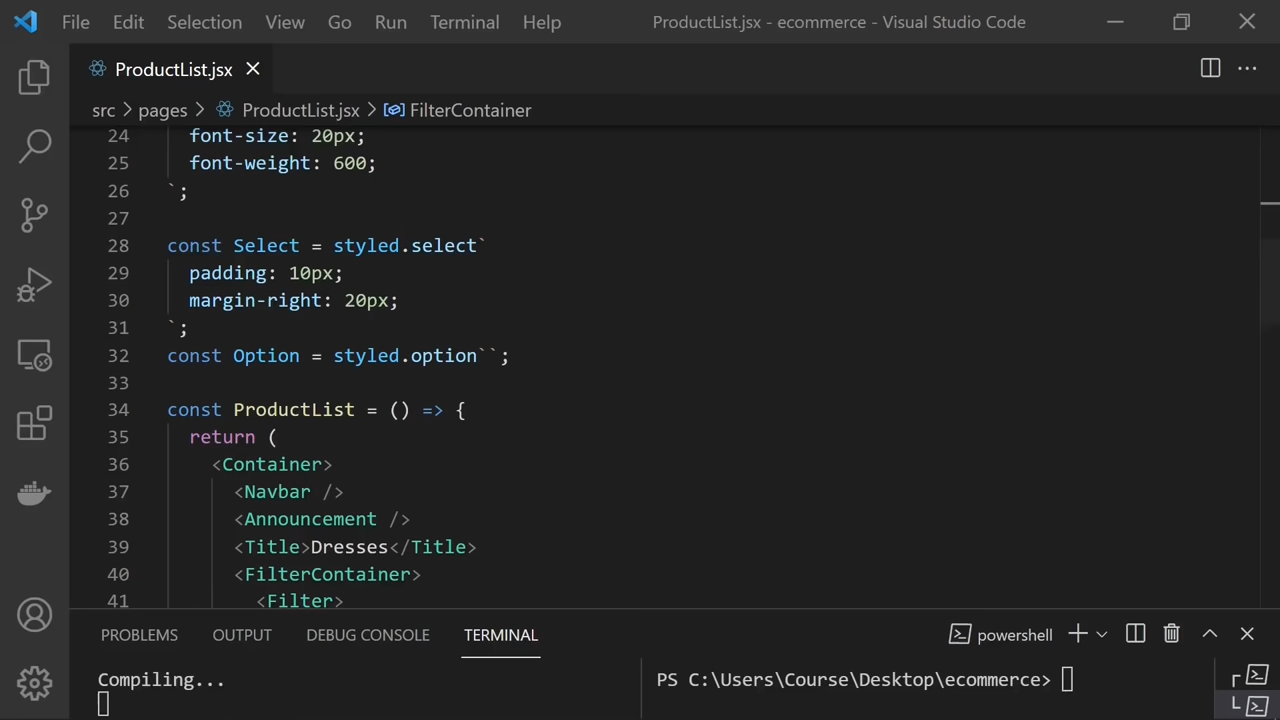 File Edit Selection View Go Run Terminal Help ProductList.jsx - ecommerce - Visual Studio Code
ProductList.jsx
src > pages > ProductList.jsx > FilterContainer
24 font-size: 20px;
25 font-weight: 600;
26 `;
27
28 const Select = styled.select`
29 padding: 10px;
30 margin-right: 20px;
31 `;
32 const Option = styled.option``;
33
34 const ProductList = () => {
35 return (
36 <Container>
37 <Navbar />
38 <Announcement />
39 <Title>Dresses</Title>
40 <FilterContainer>
41 <Filter>
PROBLEMS OUTPUT DEBUG CONSOLE TERMINAL powershell
Compiling... PS C:\Users\Course\Desktop\ecommerce>